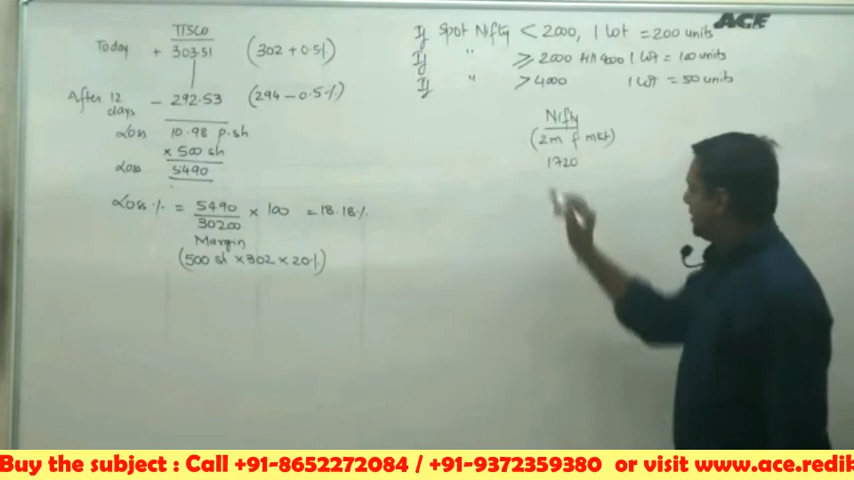 ACE
TISCO
Today + 303.51 (302 + 0.5%)
After 12 days - 292.53 (294 - 0.5%)
Loss 10.98 p.sh
x 500 sh
Loss 5490
Loss % = 5490 / 30200 x 100 = 18.18%
Margin
(500 sh x 302 x 20%)
If Spot Nifty < 2000, 1 lot = 200 units
If " ⩾ 2000 4000 1 lot = 100 units
If " > 4000 1 lot = 50 units
Nifty
(2m f mkt)
1720
Buy the subject : Call +91-8652272084 / +91-9372359380 or visit www.ace.redik